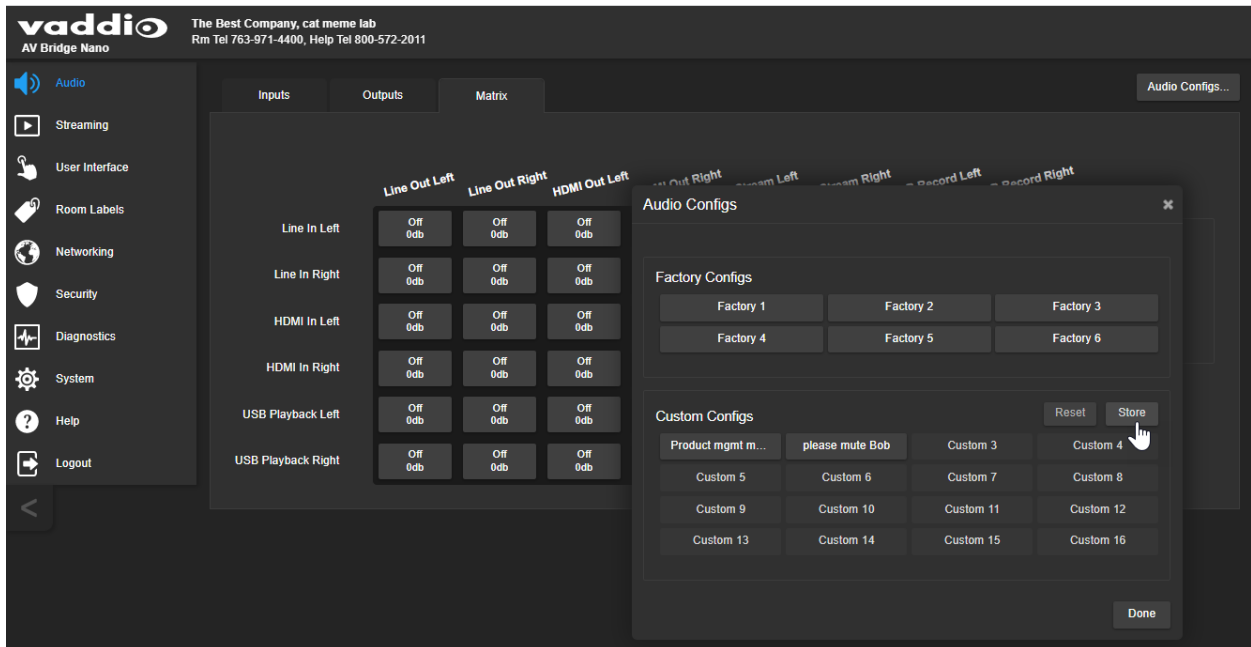 vaddio
AV Bridge Nano
The Best Company, cat meme lab
Rm Tel 763-971-4400, Help Tel 800-572-2011
Audio
Streaming
User Interface
Room Labels
Networking
Security
Diagnostics
System
Help
Logout
<
Inputs Outputs Matrix
Audio Configs...
Line Out Left Line Out Right HDMI Out Left Out Right Left Right Record Left Record Right
Line In Left Off Off Off
0db 0db 0db
Line In Right Off Off Off
0db 0db 0db
HDMI In Left Off Off Off
0db 0db 0db
HDMI In Right Off Off Off
0db 0db 0db
USB Playback Left Off Off Off
0db 0db 0db
USB Playback Right Off Off Off
0db 0db 0db
Audio Configs
Factory Configs
Factory 1 Factory 2 Factory 3
Factory 4 Factory 5 Factory 6
Custom Configs Reset Store
Product mgmt m... please mute Bob Custom 3 Custom 4
Custom 5 Custom 6 Custom 7 Custom 8
Custom 9 Custom 10 Custom 11 Custom 12
Custom 13 Custom 14 Custom 15 Custom 16
Done